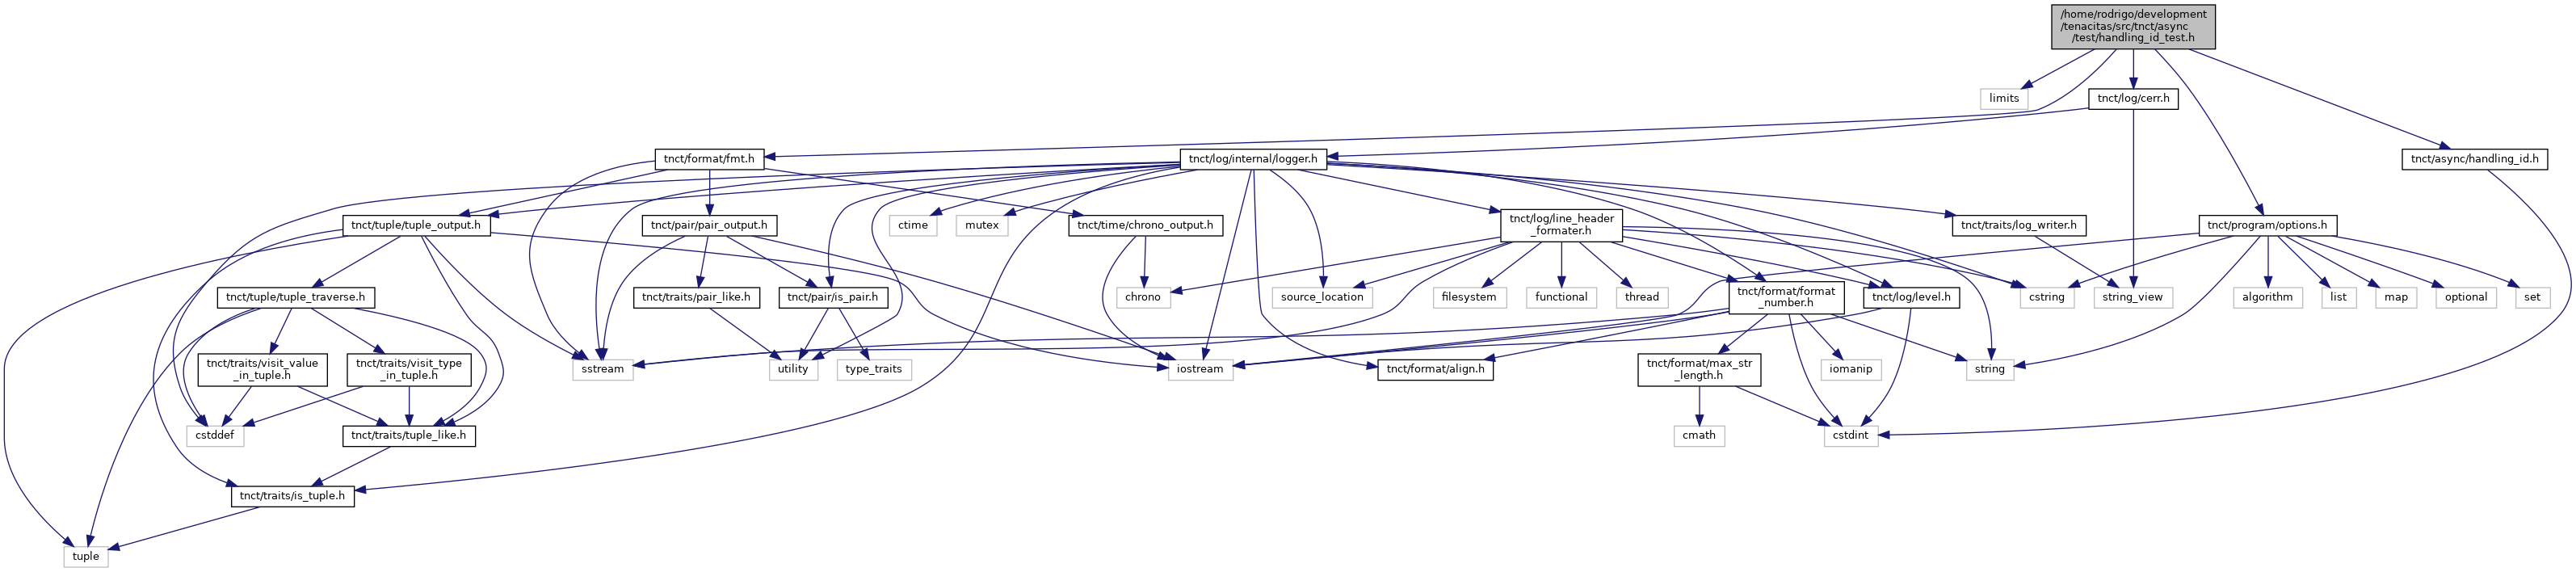 /home/rodrigo/development
/tenacitas/src/tnct/async
/test/handling_id_test.h
limits
tnct/log/cerr.h
tnct/format/fmt.h
tnct/log/internal/logger.h
tnct/async/handling_id.h
tnct/tuple/tuple_output.h
tnct/pair/pair_output.h
ctime
mutex
tnct/time/chrono_output.h
tnct/log/line_header
_formater.h
tnct/traits/log_writer.h
tnct/program/options.h
tnct/tuple/tuple_traverse.h
tnct/traits/pair_like.h
tnct/pair/is_pair.h
chrono
source_location
filesystem
functional
thread
tnct/format/format
_number.h
tnct/log/level.h
cstring
string_view
algorithm
list
map
optional
set
tnct/traits/visit_value
_in_tuple.h
tnct/traits/visit_type
_in_tuple.h
sstream
utility
type_traits
iostream
tnct/format/align.h
tnct/format/max_str
_length.h
iomanip
string
cstddef
tnct/traits/tuple_like.h
cmath
cstdint
tnct/traits/is_tuple.h
tuple